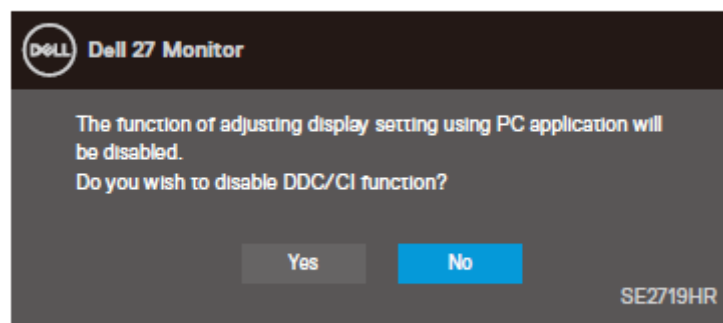 DELL Dell 27 Monitor
The function of adjusting display setting using PC application will
be disabled.
Do you wish to disable DDC/CI function?
Yes No
SE2719HR